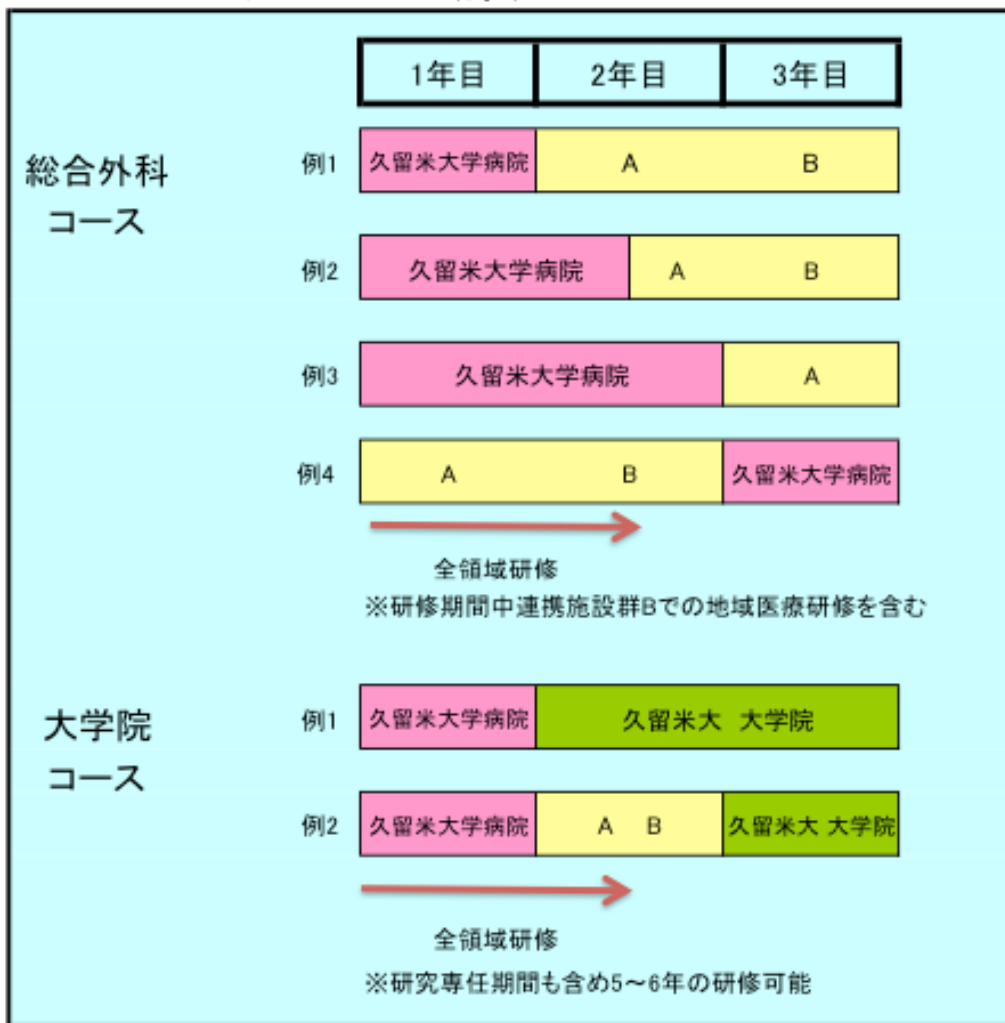 1年目 2年目 3年目
総合外科
コース
例1 久留米大学病院 A B
例2 久留米大学病院 A B
例3 久留米大学病院 A
例4 A B 久留米大学病院
全領域研修
※研修期間中連携施設群Bでの地域医療研修を含む
大学院
コース
例1 久留米大学病院 久留米大 大学院
例2 久留米大学病院 A B 久留米大 大学院
全領域研修
※研究専任期間も含め5～6年の研修可能